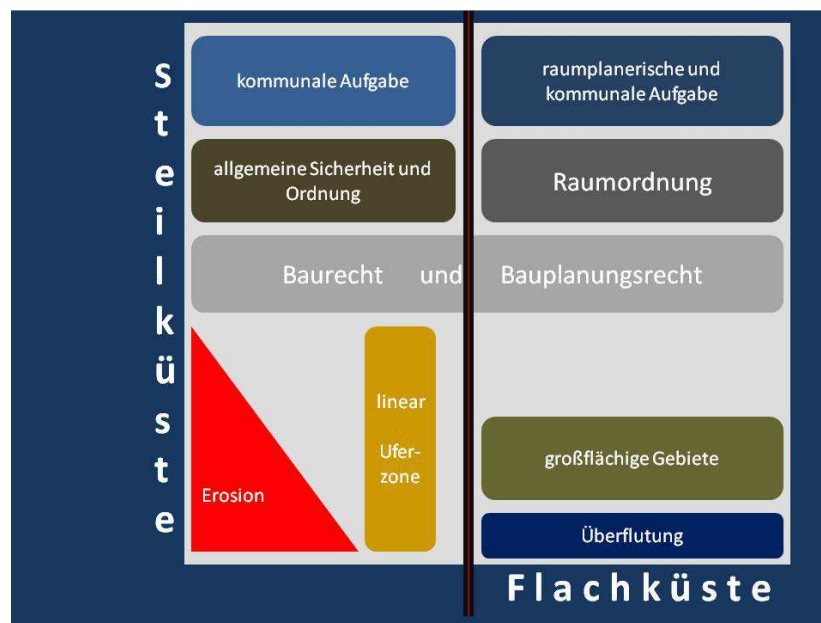 Steilküste
kommunale Aufgabe
allgemeine Sicherheit und
Ordnung
raumplanerische und
kommunale Aufgabe
Raumordnung
Baurecht und Bauplanungsrecht
Erosion
linear
Ufer-
zone
großflächige Gebiete
Überflutung
Flachküste